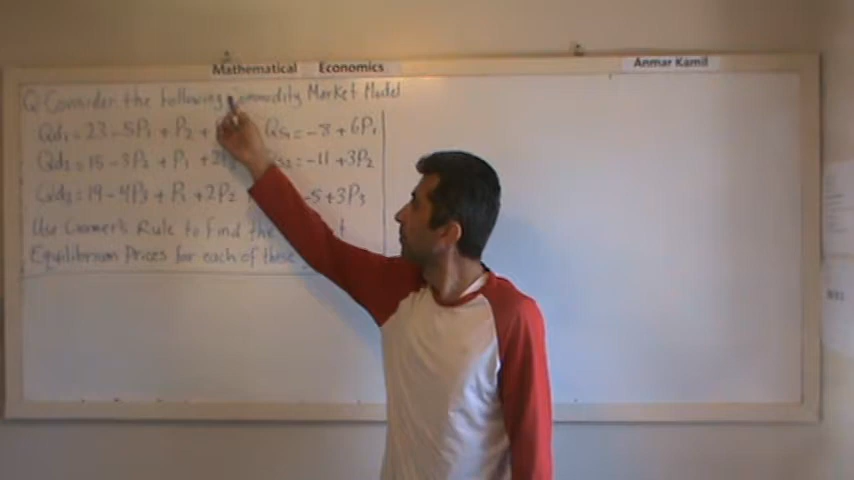 Mathematical Economics
Anmar Kamil
Q Consider the following Commodity Market Model
Qd1 = 23 - 5P1 + P2 + Qs1 = -8 + 6P1
Qd2 = 15 - 3P2 + P1 + 2P s2 = -11 + 3P2
Qd3 = 19 - 4P3 + P1 + 2P2 -5 + 3P3
Use Cramer's Rule to find the
Equilibrium Prices for each of these